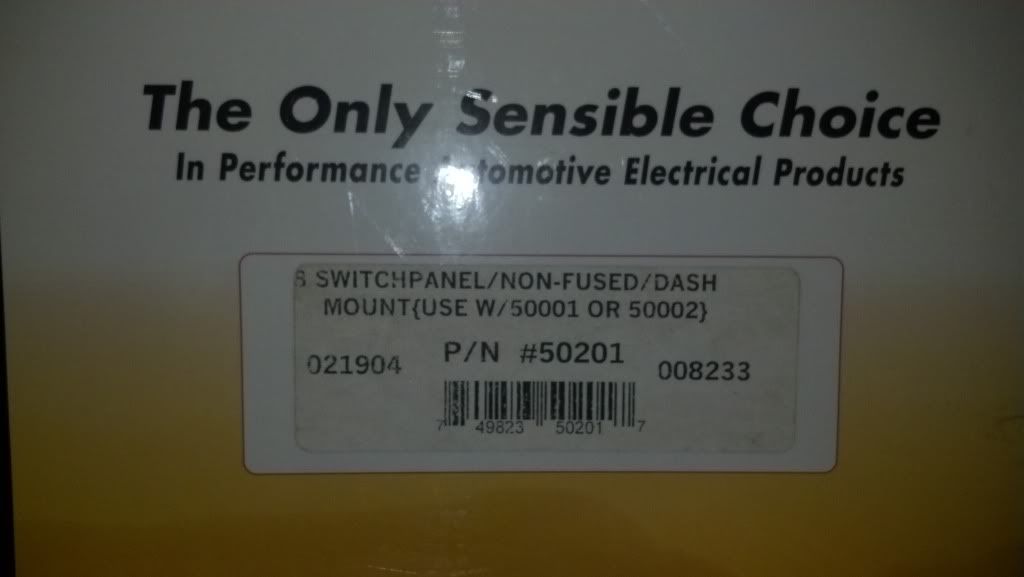 The Only Sensible Choice
In Performance Automotive Electrical Products
SWITCHPANEL/NON-FUSED/DASH
MOUNT{USE W/50001 OR 50002}
P/N #50201
021904
008233
7 49823 50201 7